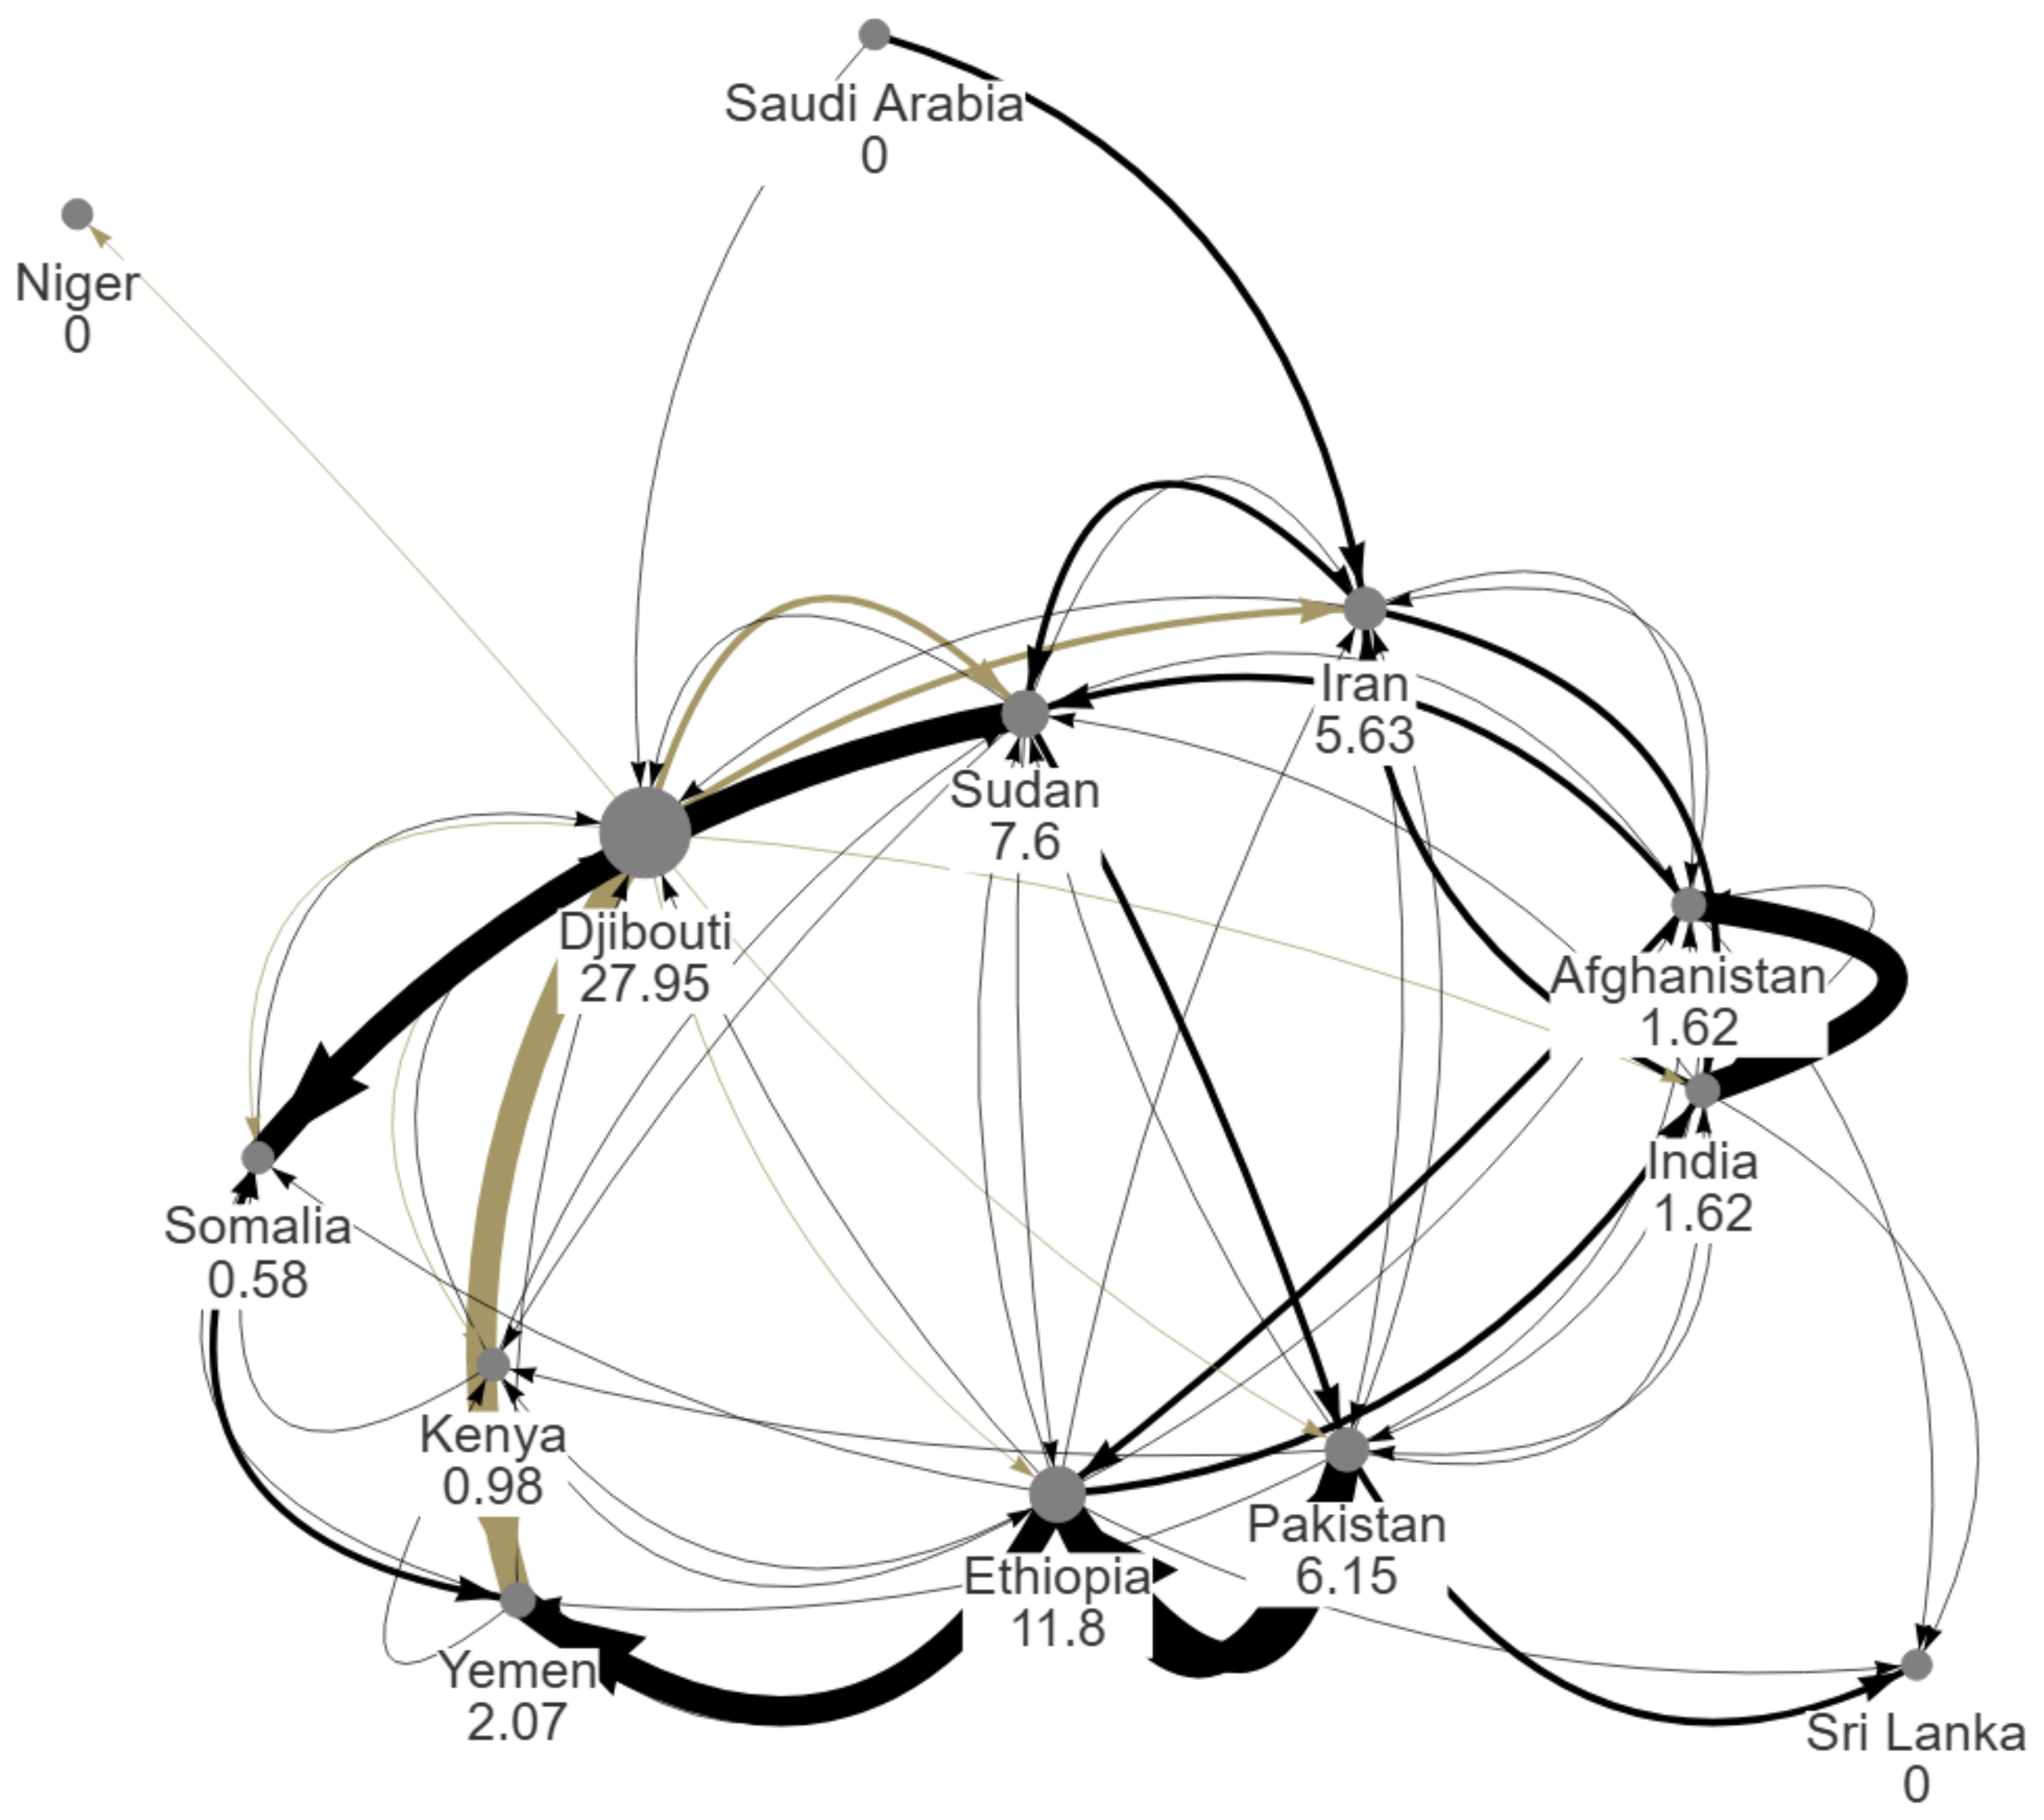 Saudi Arabia
0
Niger
0
Iran
5.63
Sudan
7.6
Djibouti
27.95
Afghanistan
1.62
India
1.62
Somalia
0.58
Kenya
0.98
Pakistan
6.15
Ethiopia
11.8
Yemen
2.07
Sri Lanka
0